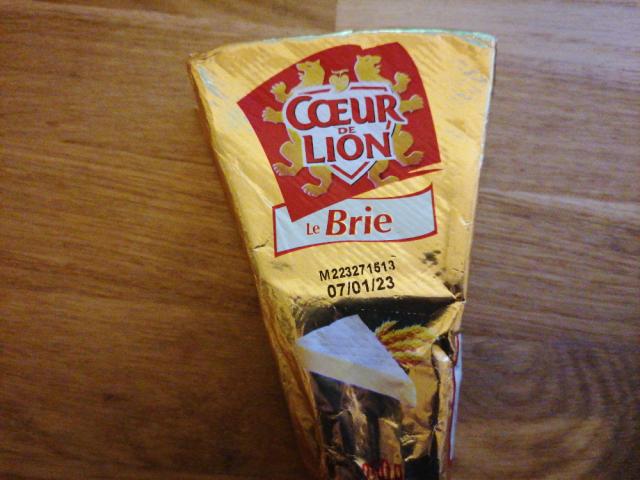 CŒUR
DE
LION
Le Brie
M223271513
07/01/23